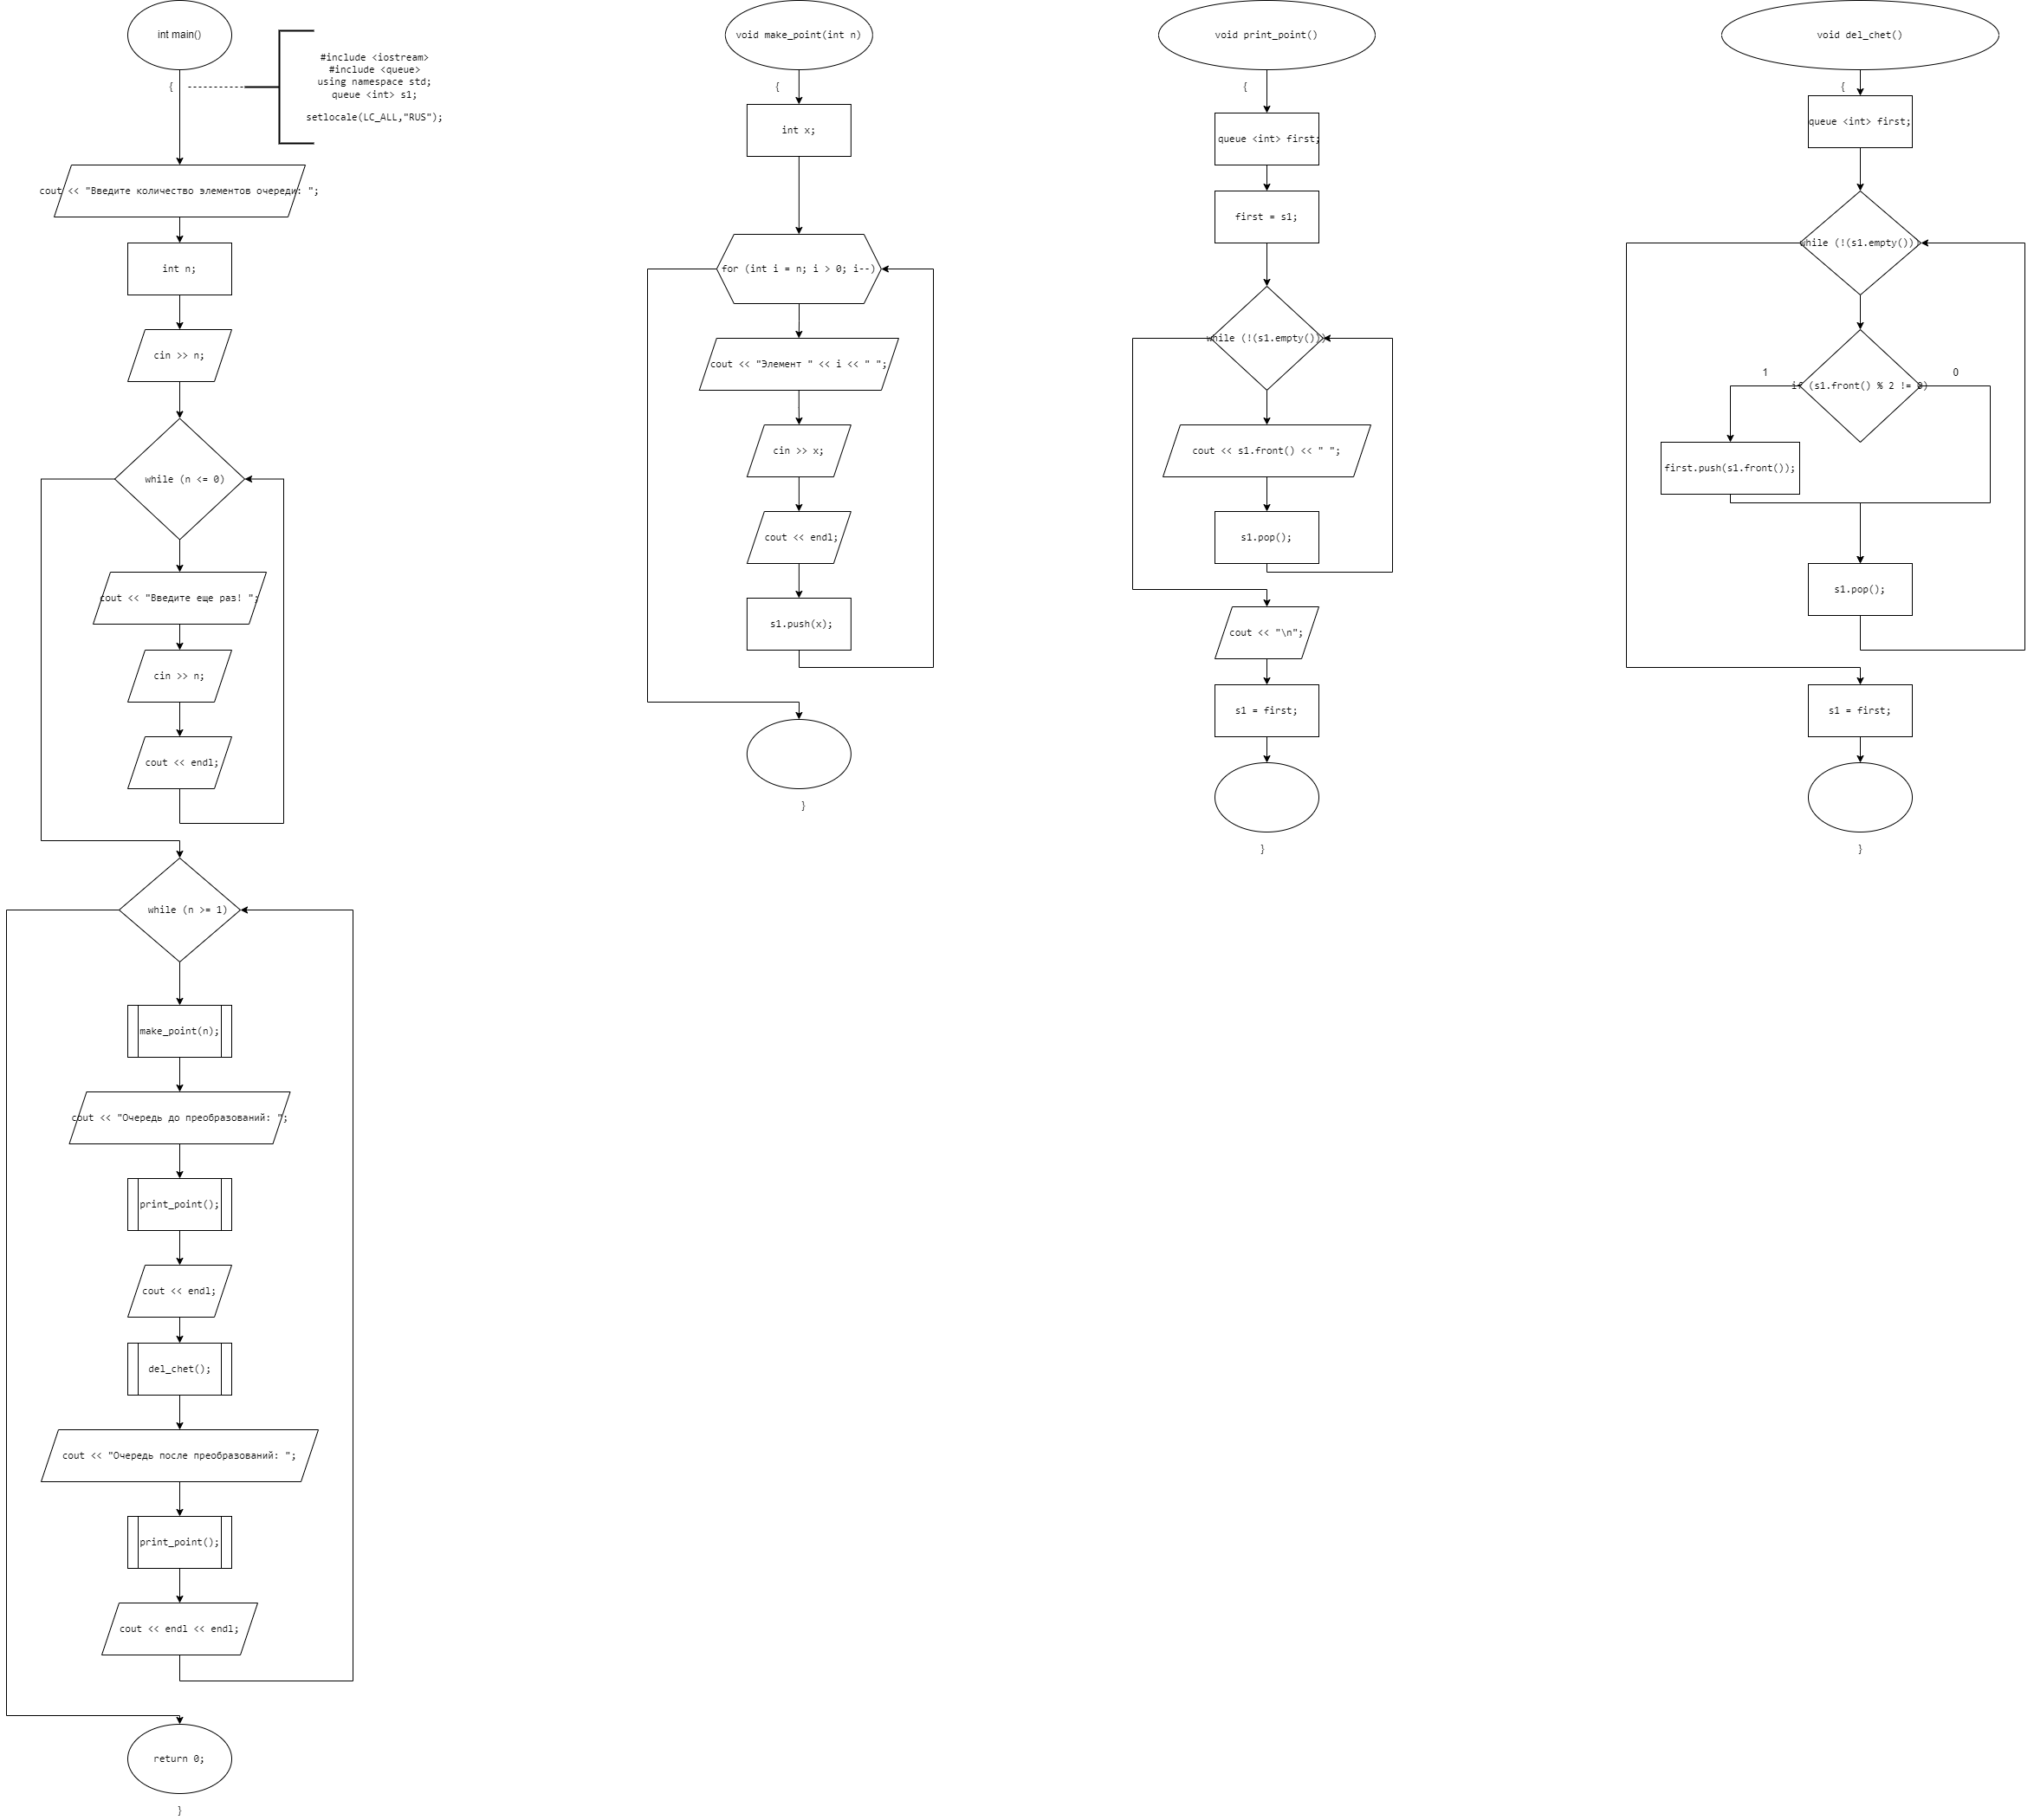 int main()
{
#include <iostream>
#include <queue>
using namespace std;
queue <int> s1;
setlocale(LC_ALL,"RUS");
cout << "Введите количество элементов очереди: ";
int n;
cin >> n;
while (n <= 0)
cout << "Введите еще раз! ";
cin >> n;
cout << endl;
while (n >= 1)
make_point(n);
cout << "Очередь до преобразований: ";
print_point();
cout << endl;
del_chet();
cout << "Очередь после преобразований: ";
print_point();
cout << endl << endl;
return 0;
}
void make_point(int n)
{
int x;
for (int i = n; i > 0; i--)
cout << "Элемент " << i << " ";
cin >> x;
cout << endl;
s1.push(x);
}
void print_point()
{
queue <int> first;
first = s1;
while (!(s1.empty()))
cout << s1.front() << " ";
s1.pop();
cout << "\n";
s1 = first;
}
void del_chet()
{
queue <int> first;
while (!(s1.empty()))
if (s1.front() % 2 != 0)
1
0
first.push(s1.front());
s1.pop();
s1 = first;
}